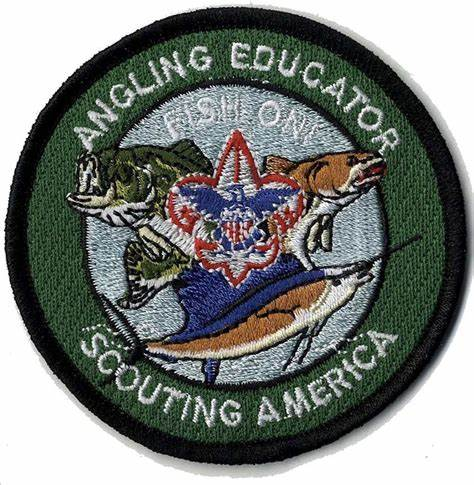 ANGLING EDUCATOR
FISH ON!
SCOUTING AMERICA